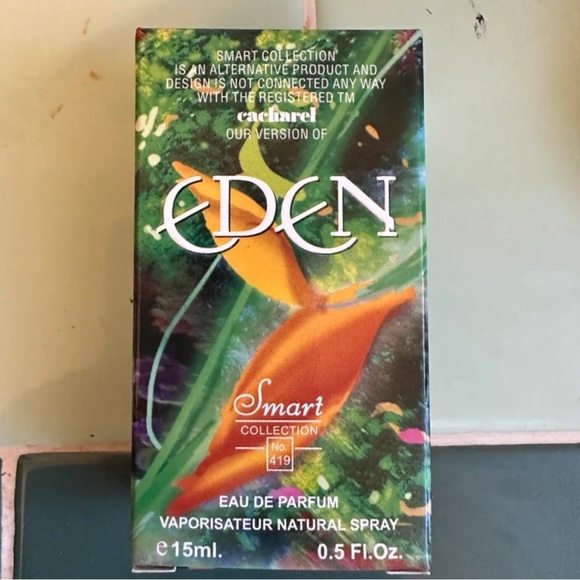 SMART COLLECTION
IS AN ALTERNATIVE PRODUCT AND
DESIGN IS NOT CONNECTED ANY WAY
WITH THE REGISTERED TM
cacharel
OUR VERSION OF
EDEN
Smart
COLLECTION
No.
419
EAU DE PARFUM
VAPORISATEUR NATURAL SPRAY
e 15ml. 0.5 Fl.Oz.